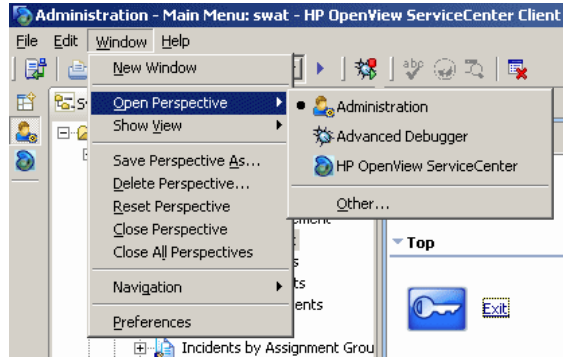 Administration - Main Menu: swat - HP OpenView ServiceCenter Client
File Edit Window Help
New Window
Open Perspective
Show View
Save Perspective As...
Delete Perspective...
Reset Perspective
Close Perspective
Close All Perspectives
Navigation
Preferences
Administration
Advanced Debugger
HP OpenView ServiceCenter
Other...
Top
Exit
Incidents by Assignment Grou